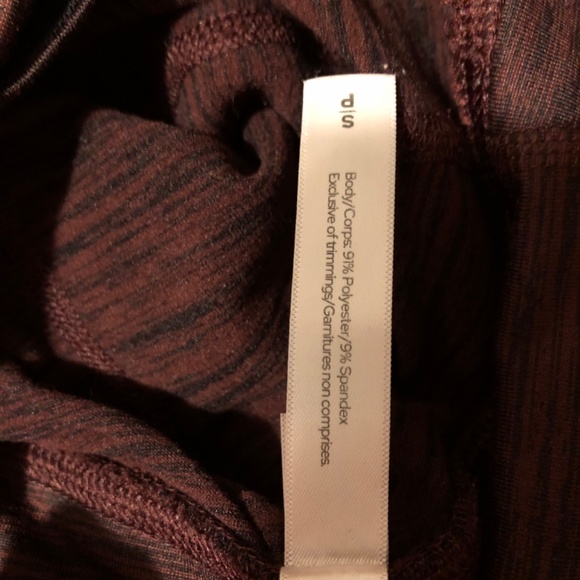 P|S
Body/Corps: 91% Polyester/9% Spandex
Exclusive of trimmings/Garnitures non comprises.